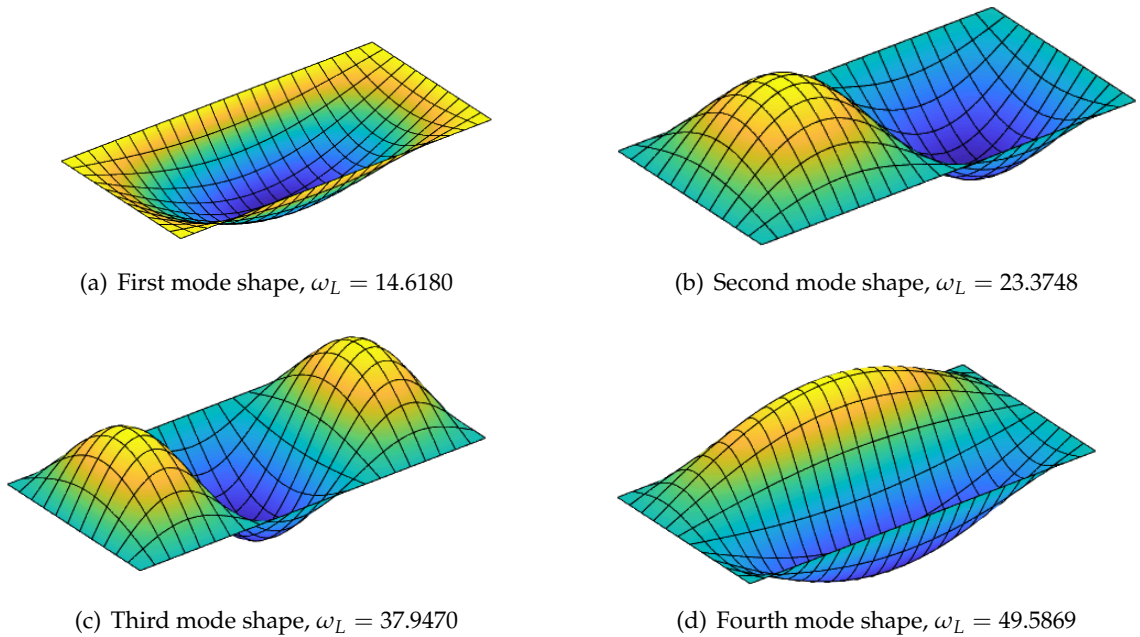 (a) First mode shape, ω_L = 14.6180
(b) Second mode shape, ω_L = 23.3748
(c) Third mode shape, ω_L = 37.9470
(d) Fourth mode shape, ω_L = 49.5869